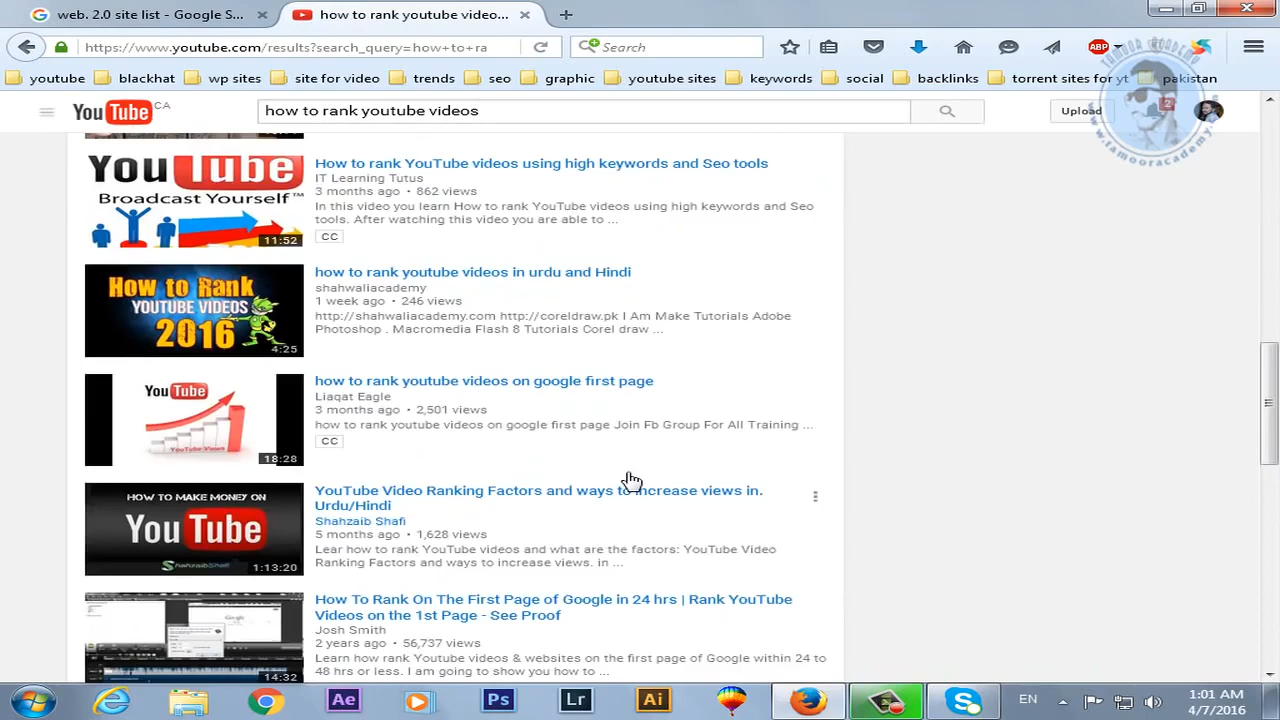 web. 2.0 site list - Google S...
how to rank youtube video...
https://www.youtube.com/results?search_query=how+to+ra
Search
ABP
youtube
blackhat
wp sites
site for video
trends
seo
graphic
youtube sites
keywords
social
backlinks
torrent sites for yt
pakistan
YouTube CA
how to rank youtube videos
Upload
2
TAMOOR ACADEMY
www.tamooracademy.
YouTube
Broadcast Yourself™
11:52
How to rank YouTube videos using high keywords and Seo tools
IT Learning Tutus
3 months ago • 862 views
In this video you learn How to rank YouTube videos using high keywords and Seo
tools. After watching this video you are able to ...
CC
How to Rank
YOUTUBE VIDEOS
2016
4:25
how to rank youtube videos in urdu and Hindi
shahwaliacademy
1 week ago • 246 views
http://shahwaliacademy.com http://coreldraw.pk I Am Make Tutorials Adobe
Photoshop . Macromedia Flash 8 Tutorials Corel draw ...
YouTube
YouTube Views
18:28
how to rank youtube videos on google first page
Liaqat Eagle
3 months ago • 2,501 views
how to rank youtube videos on google first page Join Fb Group For All Training ...
CC
HOW TO MAKE MONEY ON
YouTube
ShahzaibShafi
1:13:20
YouTube Video Ranking Factors and ways to increase views in.
Urdu/Hindi
Shahzaib Shafi
5 months ago • 1,628 views
Lear how to rank YouTube videos and what are the factors: YouTube Video
Ranking Factors and ways to increase views. in ...
14:32
How To Rank On The First Page of Google in 24 hrs | Rank YouTube
Videos on the 1st Page - See Proof
Josh Smith
2 years ago • 56,737 views
Learn how rank Youtube videos & websites on the first page of Google within to
48 hrs or less. I am going to show you how to ...
Ae
Ps
Lr
Ai
EN
1:01 AM
4/7/2016